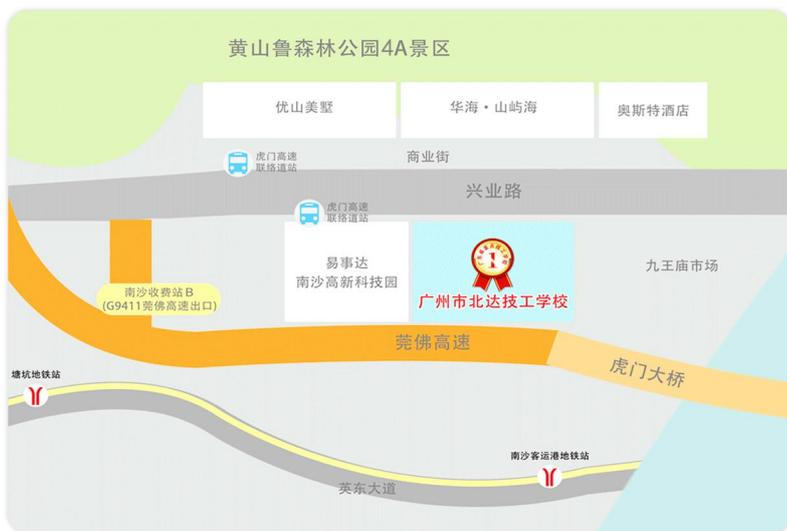 黄山鲁森林公园4A景区
优山美墅
华海·山屿海
奥斯特酒店
虎门高速
联络道站
商业街
兴业路
虎门高速
联络道站
易事达
南沙高新科技园
1
广州市北达技工学校
九王庙市场
南沙收费站B
(G9411莞佛高速出口)
莞佛高速
虎门大桥
塘坑地铁站
南沙客运港地铁站
英东大道